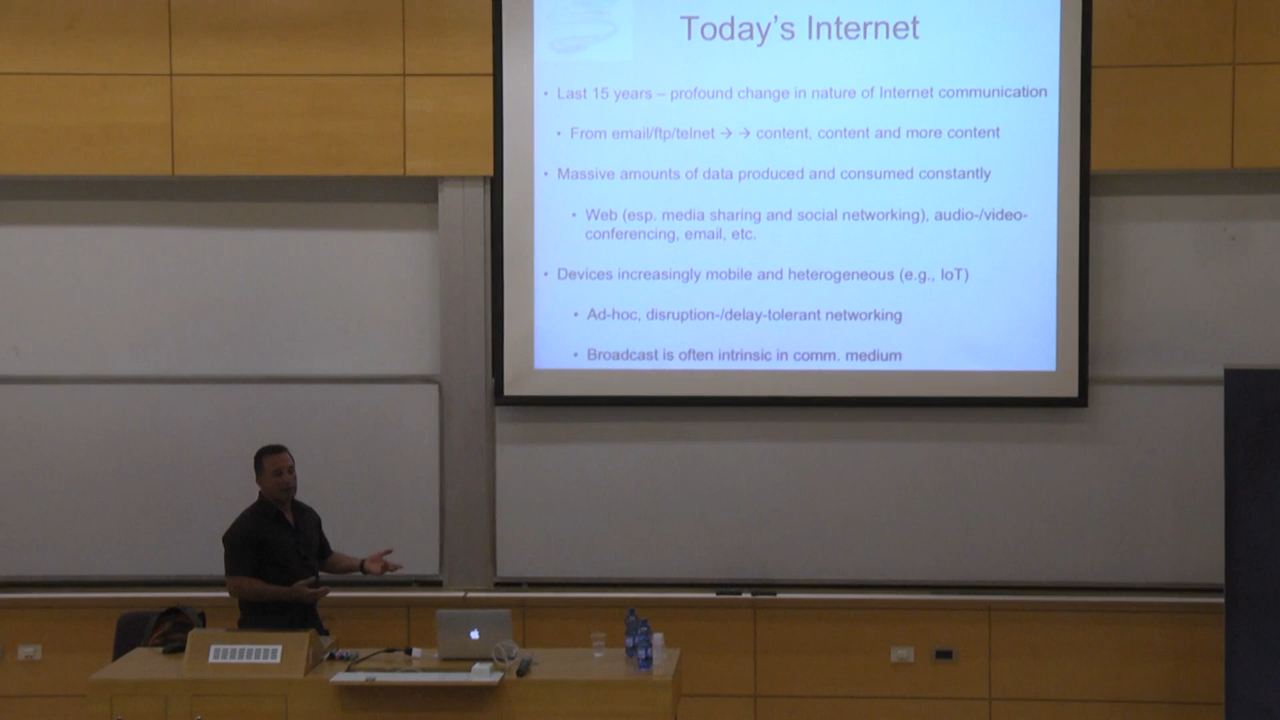 Today's Internet
• Last 15 years – profound change in nature of Internet communication
• From email/ftp/telnet → → content, content and more content
• Massive amounts of data produced and consumed constantly
• Web (esp. media sharing and social networking), audio-/video-
conferencing, email, etc.
• Devices increasingly mobile and heterogeneous (e.g., IoT)
• Ad-hoc, disruption-/delay-tolerant networking
• Broadcast is often intrinsic in comm. medium